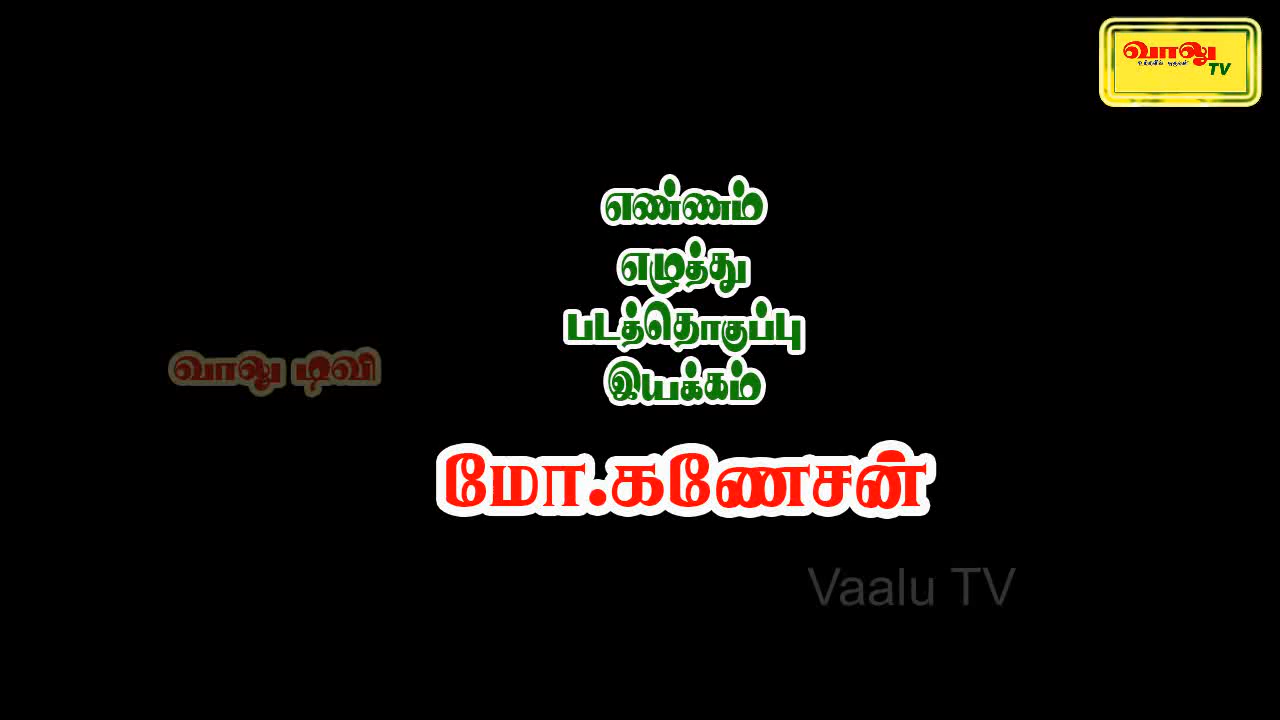 வாலு
TV
எண்ணம்
எழுத்து
படத்தொகுப்பு
இயக்கம்
வாலு டிவி
மோ.கணேசன்
Vaalu TV